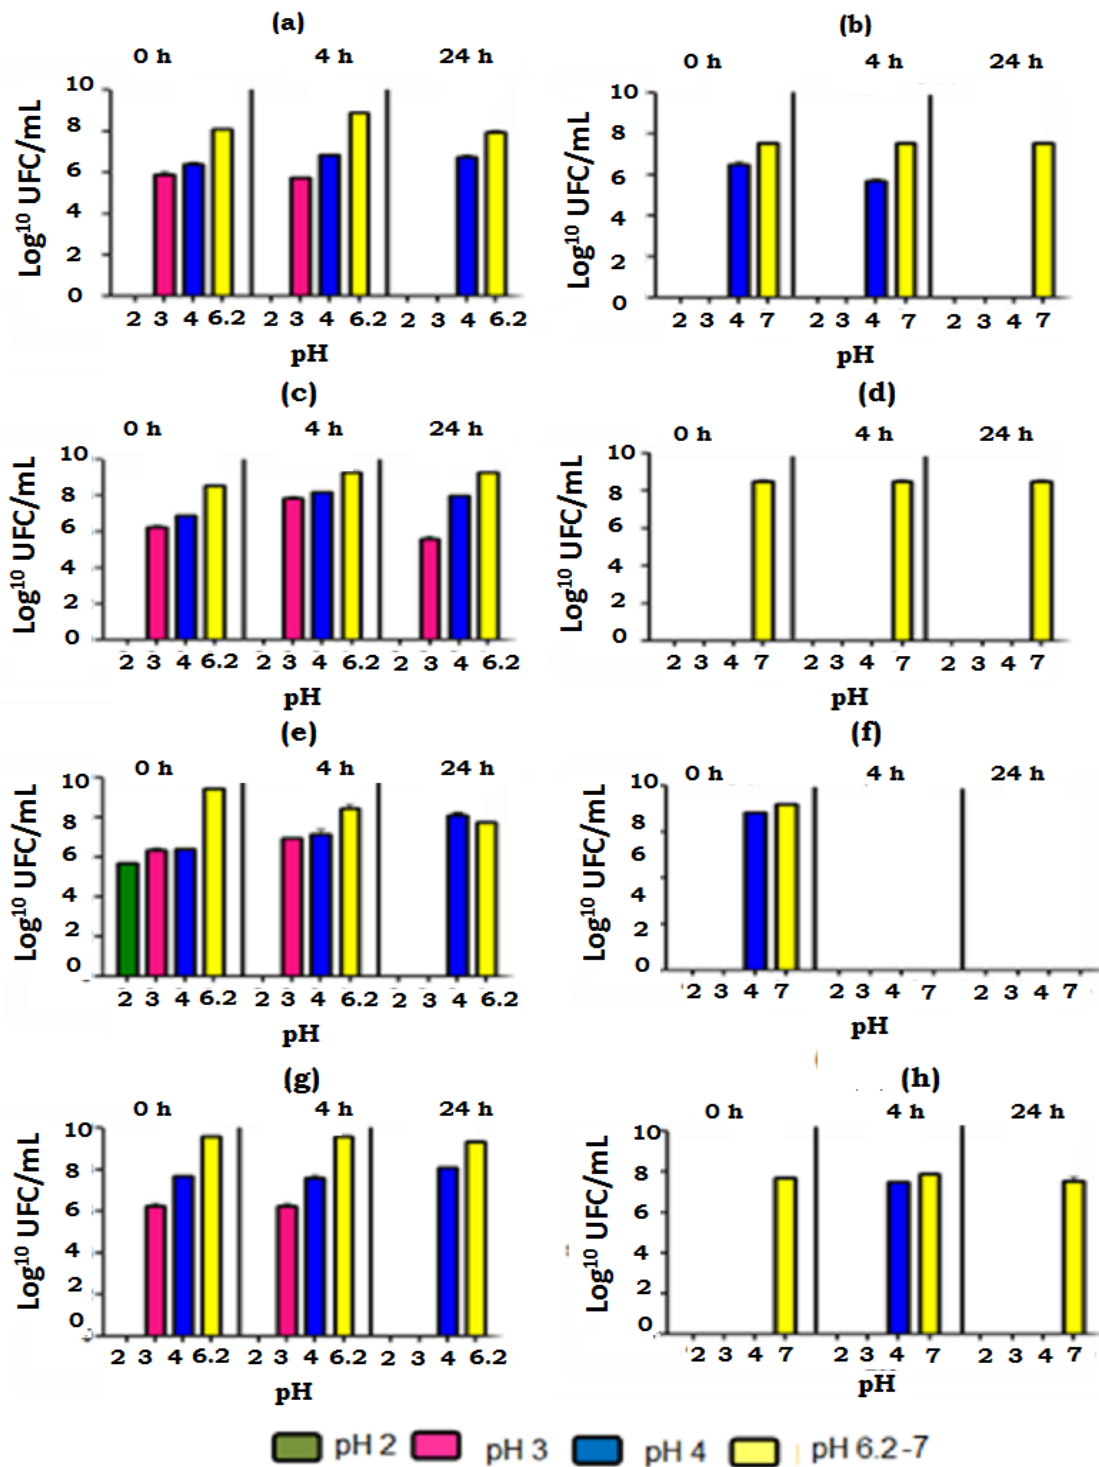 (a)
0 h 4 h 24 h
10
8
6
4
2
0
Log¹⁰ UFC/mL
2 3 4 6.2 2 3 4 6.2 2 3 4 6.2
pH
(b)
0 h 4 h 24 h
10
8
6
4
2
0
Log¹⁰ UFC/mL
2 3 4 7 2 3 4 7 2 3 4 7
pH
(c)
0 h 4 h 24 h
10
8
6
4
2
0
Log¹⁰ UFC/mL
2 3 4 6.2 2 3 4 6.2 2 3 4 6.2
pH
(d)
0 h 4 h 24 h
10
8
6
4
2
0
Log¹⁰ UFC/mL
2 3 4 7 2 3 4 7 2 3 4 7
pH
(e)
0 h 4 h 24 h
10
8
6
4
2
0
Log¹⁰ UFC/mL
2 3 4 6.2 2 3 4 6.2 2 3 4 6.2
pH
(f)
0 h 4 h 24 h
10
8
6
4
2
0
Log¹⁰ UFC/mL
2 3 4 7 2 3 4 7 2 3 4 7
pH
(g)
0 h 4 h 24 h
10
8
6
4
2
0
Log¹⁰ UFC/mL
2 3 4 6.2 2 3 4 6.2 2 3 4 6.2
pH
(h)
0 h 4 h 24 h
10
8
6
4
2
0
Log¹⁰ UFC/mL
2 3 4 7 2 3 4 7 2 3 4 7
pH
pH 2 pH 3 pH 4 pH 6.2-7